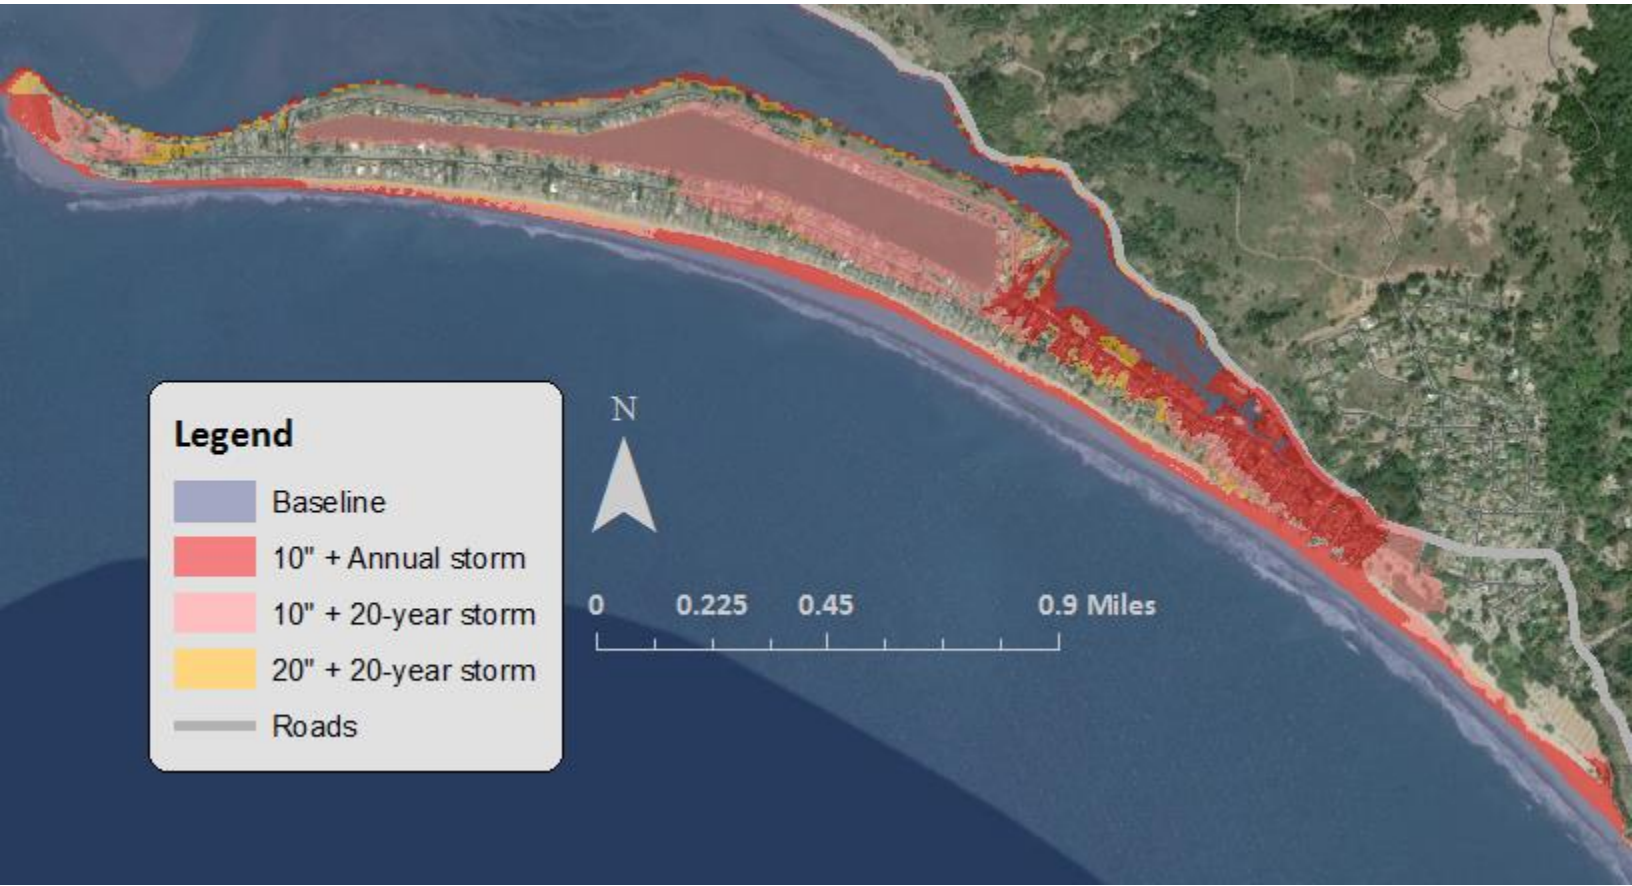 Legend
Baseline
10" + Annual storm
10" + 20-year storm
20" + 20-year storm
Roads
N
0 0.225 0.45 0.9 Miles